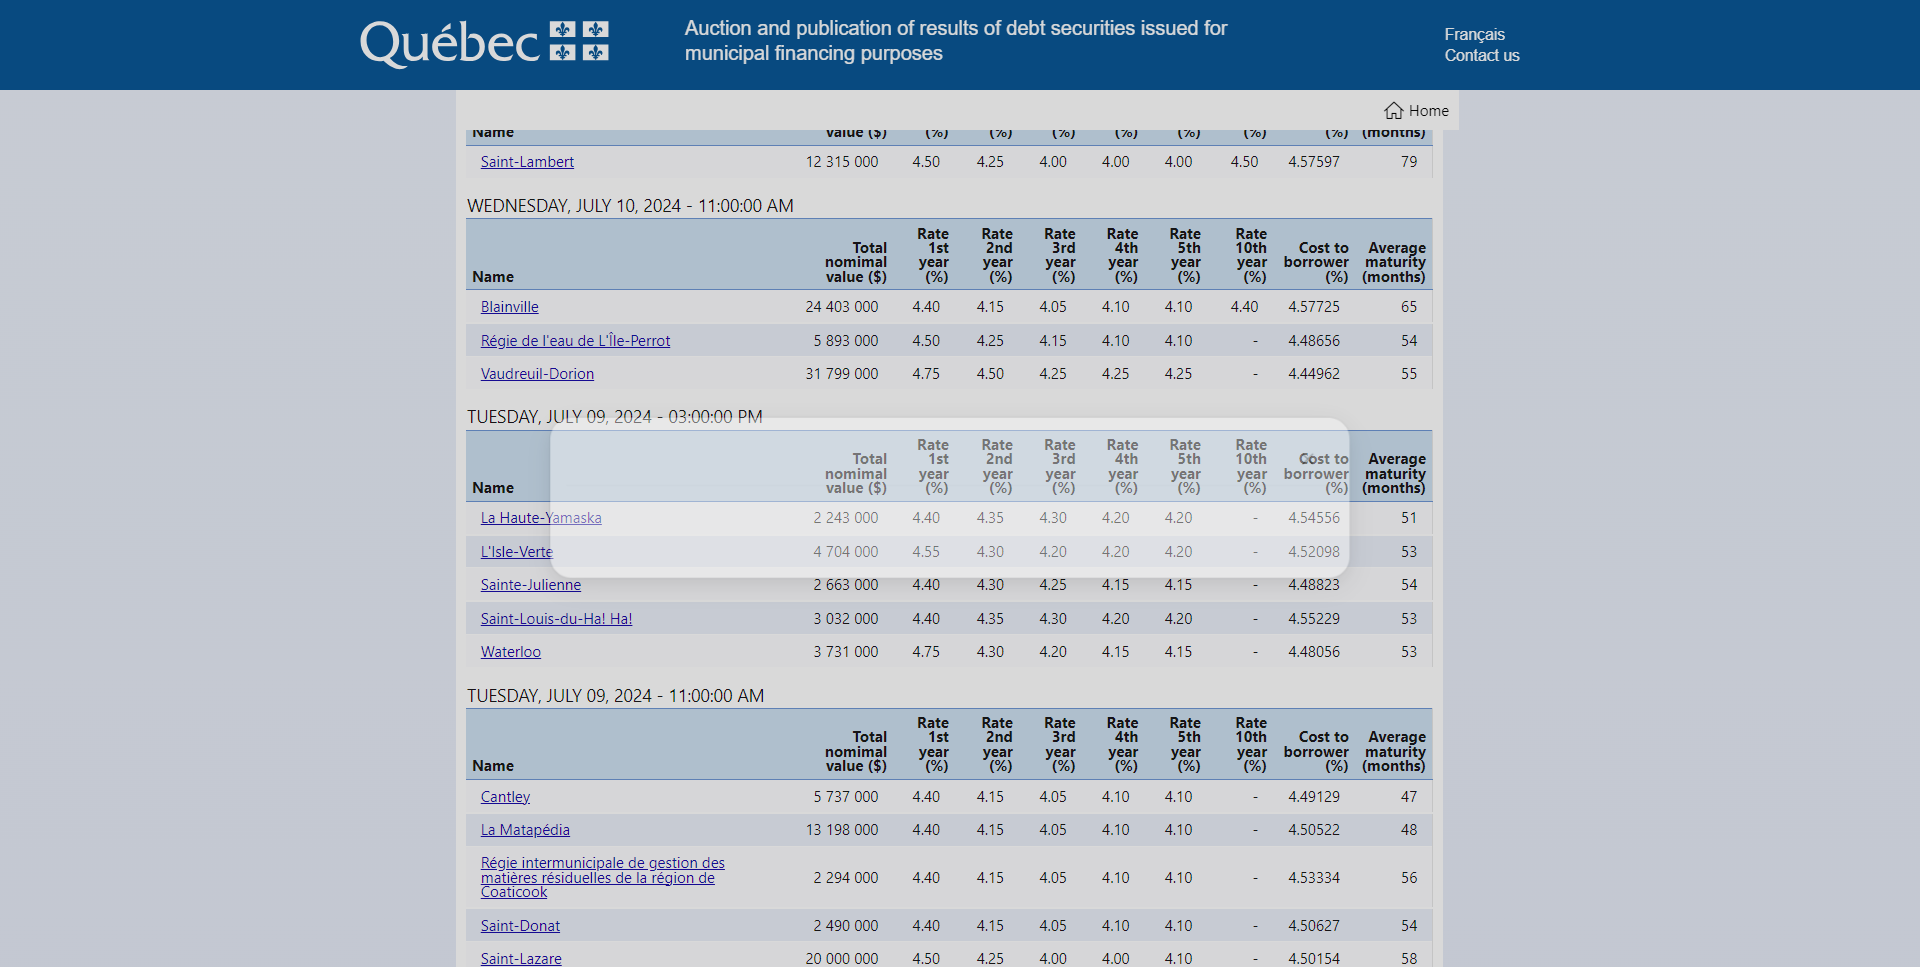 Québec
Auction and publication of results of debt securities issued for
municipal financing purposes
Français
Contact us
Home
Name value ($) (%) (%) (%) (%) (%) (%) (%) (months)
Saint-Lambert 12 315 000 4.50 4.25 4.00 4.00 4.00 4.50 4.57597 79
WEDNESDAY, JULY 10, 2024 - 11:00:00 AM
Name Total nomimal value ($) Rate 1st year (%) Rate 2nd year (%) Rate 3rd year (%) Rate 4th year (%) Rate 5th year (%) Rate 10th year (%) Cost to borrower (%) Average maturity (months)
Blainville 24 403 000 4.40 4.15 4.05 4.10 4.10 4.40 4.57725 65
Régie de l'eau de L'Île-Perrot 5 893 000 4.50 4.25 4.15 4.10 4.10 - 4.48656 54
Vaudreuil-Dorion 31 799 000 4.75 4.50 4.25 4.25 4.25 - 4.44962 55
TUESDAY, JULY 09, 2024 - 03:00:00 PM
Name Total nomimal value ($) Rate 1st year (%) Rate 2nd year (%) Rate 3rd year (%) Rate 4th year (%) Rate 5th year (%) Rate 10th year (%) Cost to borrower (%) Average maturity (months)
La Haute-Yamaska 2 243 000 4.40 4.35 4.30 4.20 4.20 - 4.54556 51
L'Isle-Verte 4 704 000 4.55 4.30 4.20 4.20 4.20 - 4.52098 53
Sainte-Julienne 2 663 000 4.40 4.30 4.25 4.15 4.15 - 4.48823 54
Saint-Louis-du-Ha! Ha! 3 032 000 4.40 4.35 4.30 4.20 4.20 - 4.55229 53
Waterloo 3 731 000 4.75 4.30 4.20 4.15 4.15 - 4.48056 53
TUESDAY, JULY 09, 2024 - 11:00:00 AM
Name Total nomimal value ($) Rate 1st year (%) Rate 2nd year (%) Rate 3rd year (%) Rate 4th year (%) Rate 5th year (%) Rate 10th year (%) Cost to borrower (%) Average maturity (months)
Cantley 5 737 000 4.40 4.15 4.05 4.10 4.10 - 4.49129 47
La Matapédia 13 198 000 4.40 4.15 4.05 4.10 4.10 - 4.50522 48
Régie intermunicipale de gestion des
matières résiduelles de la région de
Coaticook 2 294 000 4.40 4.15 4.05 4.10 4.10 - 4.53334 56
Saint-Donat 2 490 000 4.40 4.15 4.05 4.10 4.10 - 4.50627 54
Saint-Lazare 20 000 000 4.50 4.25 4.00 4.00 4.10 - 4.50154 58